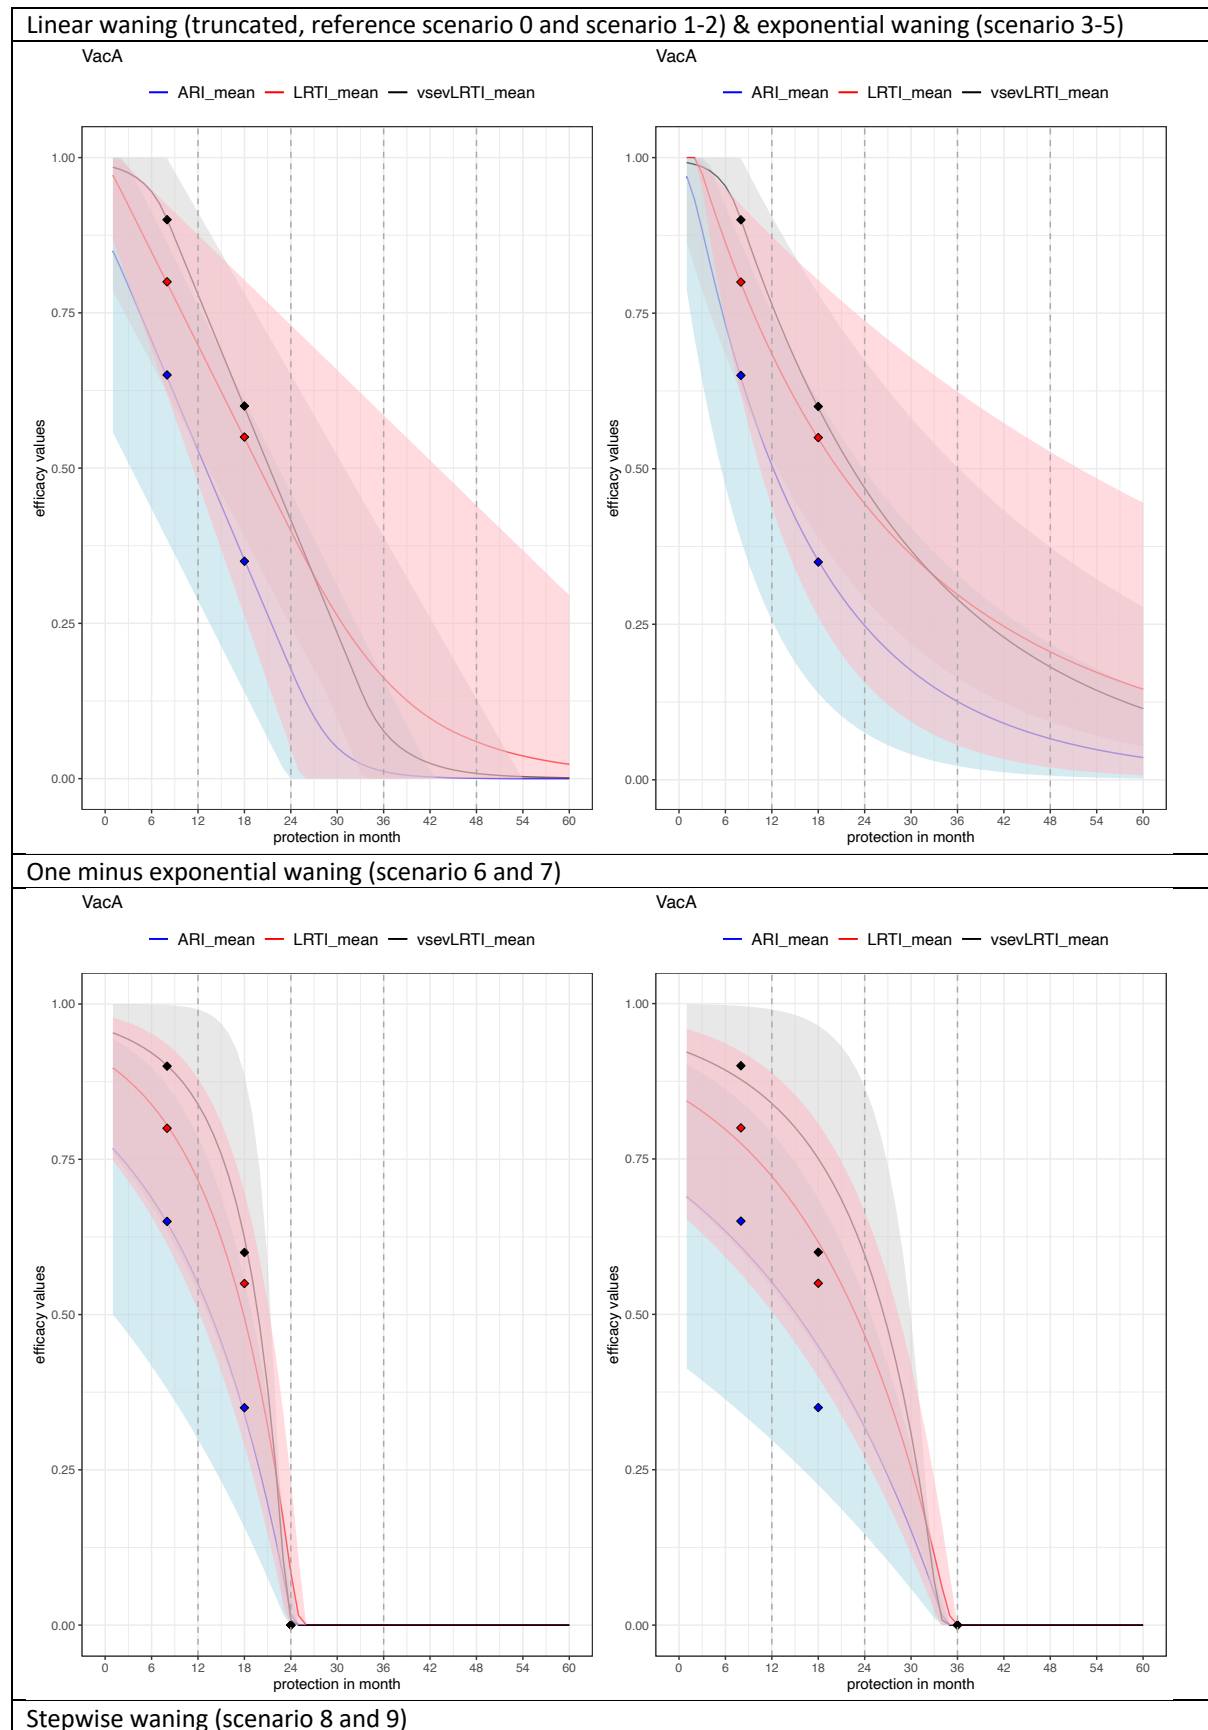 Linear waning (truncated, reference scenario 0 and scenario 1-2) & exponential waning (scenario 3-5)
VacA
ARI_mean LRTI_mean vsevLRTI_mean
1.00
0.75
0.50
0.25
0.00
efficacy values
0 6 12 18 24 30 36 42 48 54 60
protection in month
VacA
ARI_mean LRTI_mean vsevLRTI_mean
1.00
0.75
0.50
0.25
0.00
efficacy values
0 6 12 18 24 30 36 42 48 54 60
protection in month
One minus exponential waning (scenario 6 and 7)
VacA
ARI_mean LRTI_mean vsevLRTI_mean
1.00
0.75
0.50
0.25
0.00
efficacy values
0 6 12 18 24 30 36 42 48 54 60
protection in month
VacA
ARI_mean LRTI_mean vsevLRTI_mean
1.00
0.75
0.50
0.25
0.00
efficacy values
0 6 12 18 24 30 36 42 48 54 60
protection in month
Stepwise waning (scenario 8 and 9)